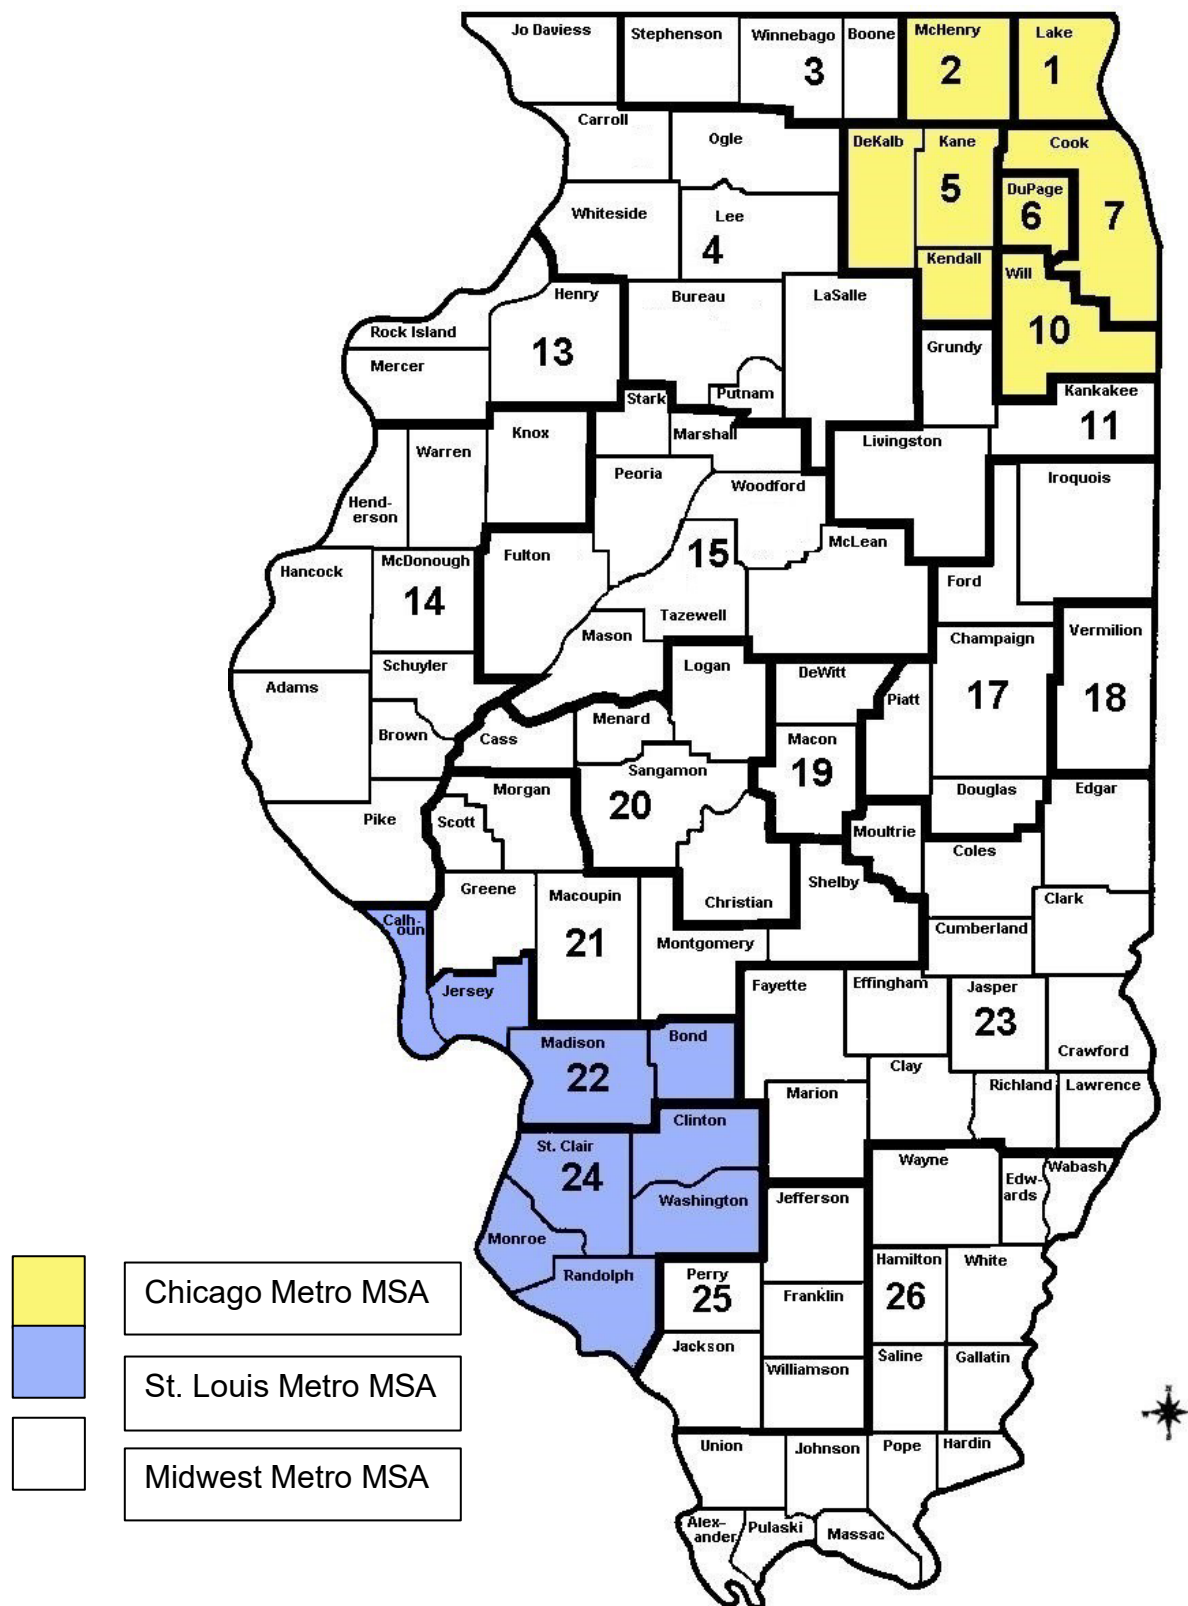 Jo Daviess
Stephenson
Winnebago
Boone
McHenry
Lake
3
2
1
Carroll
Ogle
DeKalb
Kane
Cook
5
DuPage
6
7
Whiteside
Lee
4
Kendall
Will
Henry
Bureau
LaSalle
Rock Island
13
10
Mercer
Grundy
Stark
Putnam
Kankakee
11
Knox
Marshall
Livingston
Warren
Peoria
Woodford
Iroquois
Hend-
erson
McLean
Hancock
McDonough
Fulton
15
Ford
14
Tazewell
Mason
Champaign
Vermilion
Schuyler
Logan
DeWitt
Adams
Piatt
17
18
Menard
Brown
Cass
Macon
Sangamon
19
Morgan
20
Douglas
Edgar
Pike
Scott
Moultrie
Coles
Greene
Shelby
Macoupin
Christian
Clark
Calh-
oun
Cumberland
21
Montgomery
Jersey
Fayette
Effingham
Jasper
23
Madison
Bond
Crawford
22
Clay
Richland
Lawrence
Marion
Clinton
St. Clair
Wayne
Wabash
24
Edw-
ards
Washington
Jefferson
Monroe
Randolph
Perry
Hamilton
White
25
Franklin
26
Jackson
Saline
Gallatin
Williamson
Union
Johnson
Pope
Hardin
Alex-
ander
Pulaski
Massac
Chicago Metro MSA
St. Louis Metro MSA
Midwest Metro MSA